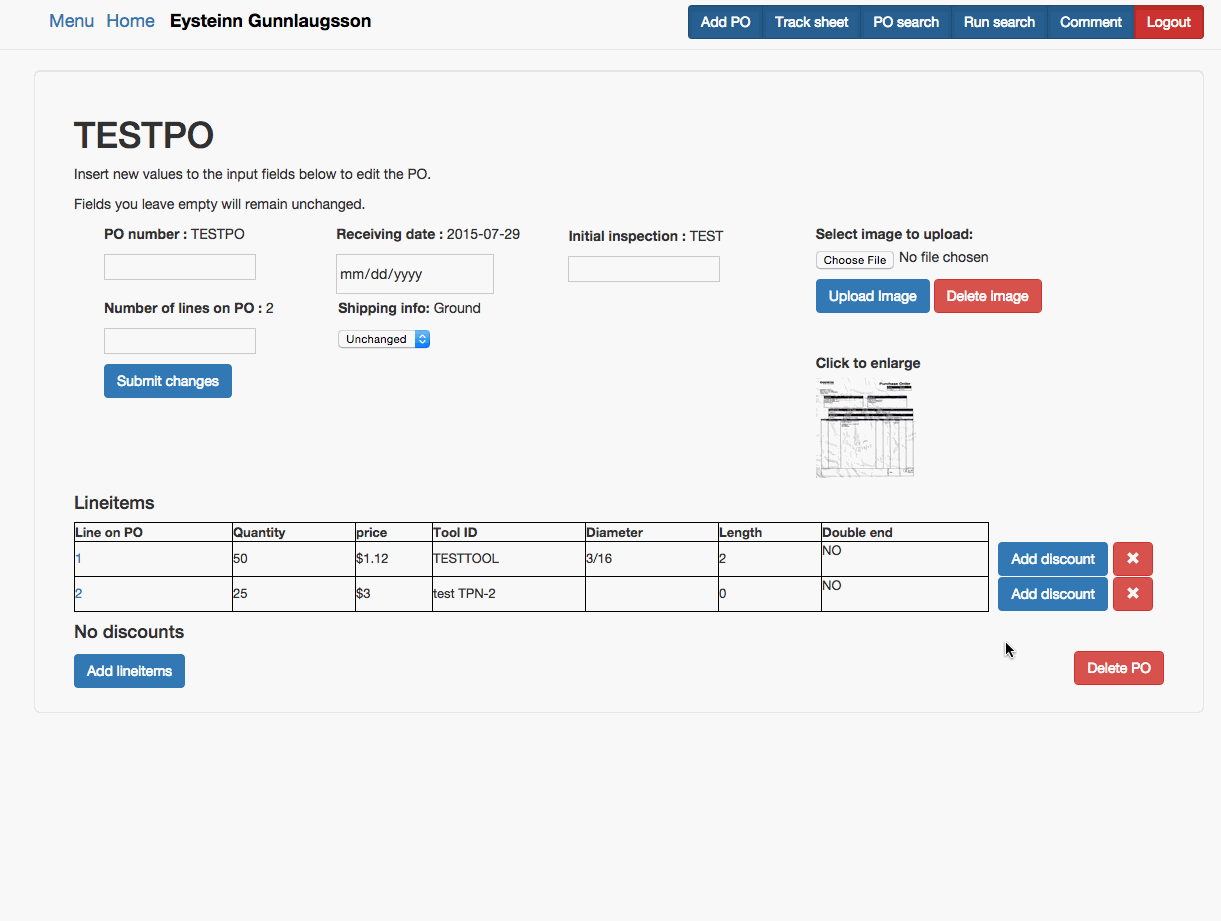 Menu Home Eysteinn Gunnlaugsson Add PO Track sheet PO search Run search Comment Logout
TESTPO
Insert new values to the input fields below to edit the PO.
Fields you leave empty will remain unchanged.
PO number : TESTPO Receiving date : 2015-07-29 Initial inspection : TEST Select image to upload:
Choose File No file chosen
mm/dd/yyyy
Upload Image Delete Image
Number of lines on PO : 2 Shipping info: Ground
Unchanged
Click to enlarge
Submit changes
Purchase Order
Lineitems
Line on PO Quantity price Tool ID Diameter Length Double end
1 50 $1.12 TESTTOOL 3/16 2 NO Add discount
2 25 $3 test TPN-2 0 NO Add discount
No discounts
Add lineitems Delete PO